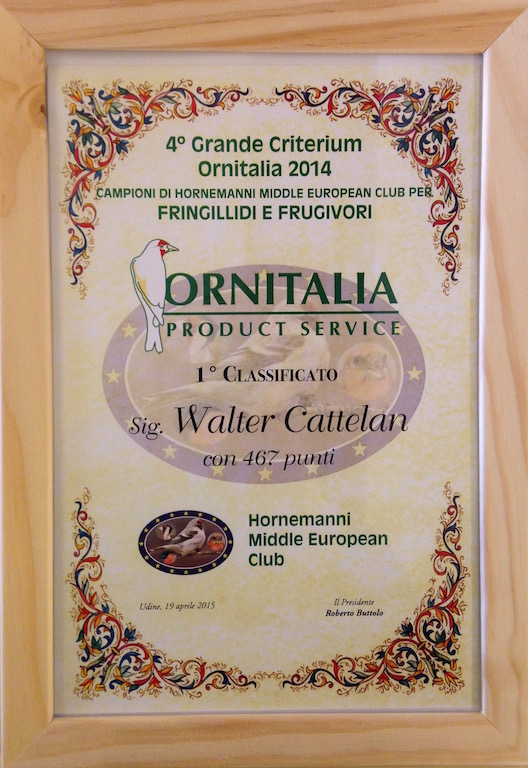 4° Grande Criterium
Ornitalia 2014
CAMPIONI DI HORNEMANNI MIDDLE EUROPEAN CLUB PER
FRINGILLIDI E FRUGIVORI
ORNITALIA
PRODUCT SERVICE
1° CLASSIFICATO
Sig. Walter Cattelan
con 467 punti
Hornemanni
Middle European
Club
Udine, 19 aprile 2015
Il Presidente
Roberto Buttolo